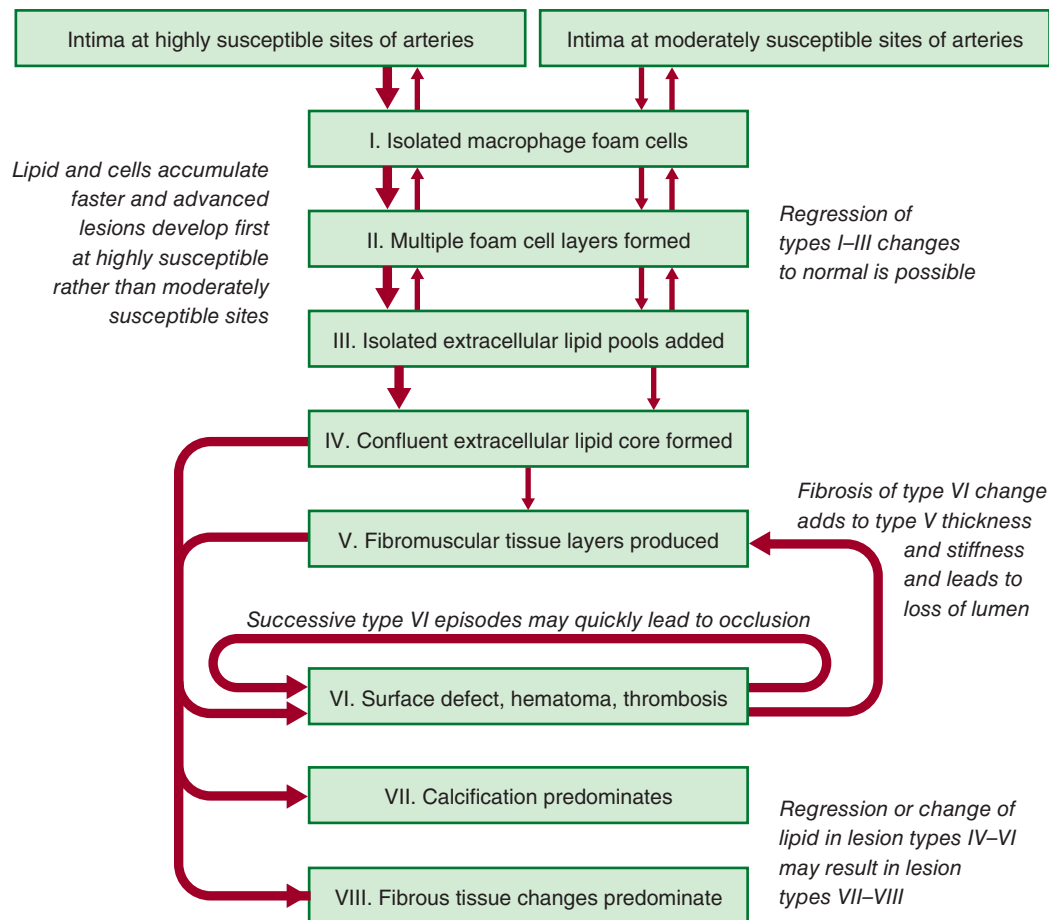 Intima at highly susceptible sites of arteries
Intima at moderately susceptible sites of arteries
I. Isolated macrophage foam cells
Lipid and cells accumulate
faster and advanced
lesions develop first
at highly susceptible
rather than moderately
susceptible sites
II. Multiple foam cell layers formed
Regression of
types I–III changes
to normal is possible
III. Isolated extracellular lipid pools added
IV. Confluent extracellular lipid core formed
V. Fibromuscular tissue layers produced
Fibrosis of type VI change
adds to type V thickness
and stiffness
and leads to
loss of lumen
Successive type VI episodes may quickly lead to occlusion
VI. Surface defect, hematoma, thrombosis
VII. Calcification predominates
Regression or change of
lipid in lesion types IV–VI
may result in lesion
types VII–VIII
VIII. Fibrous tissue changes predominate